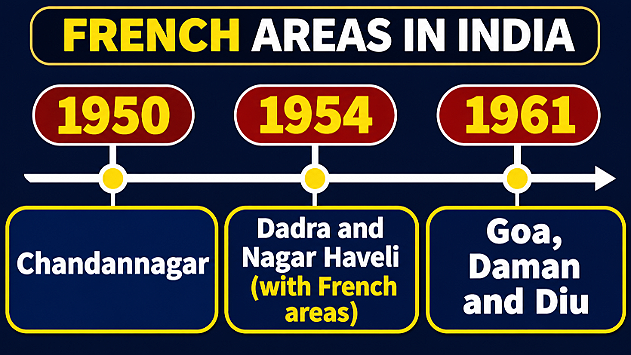 FRENCH AREAS IN INDIA
1950
1954
1961
Chandannagar
Dadra and
Nagar Haveli
(with French
areas)
Goa,
Daman
and Diu